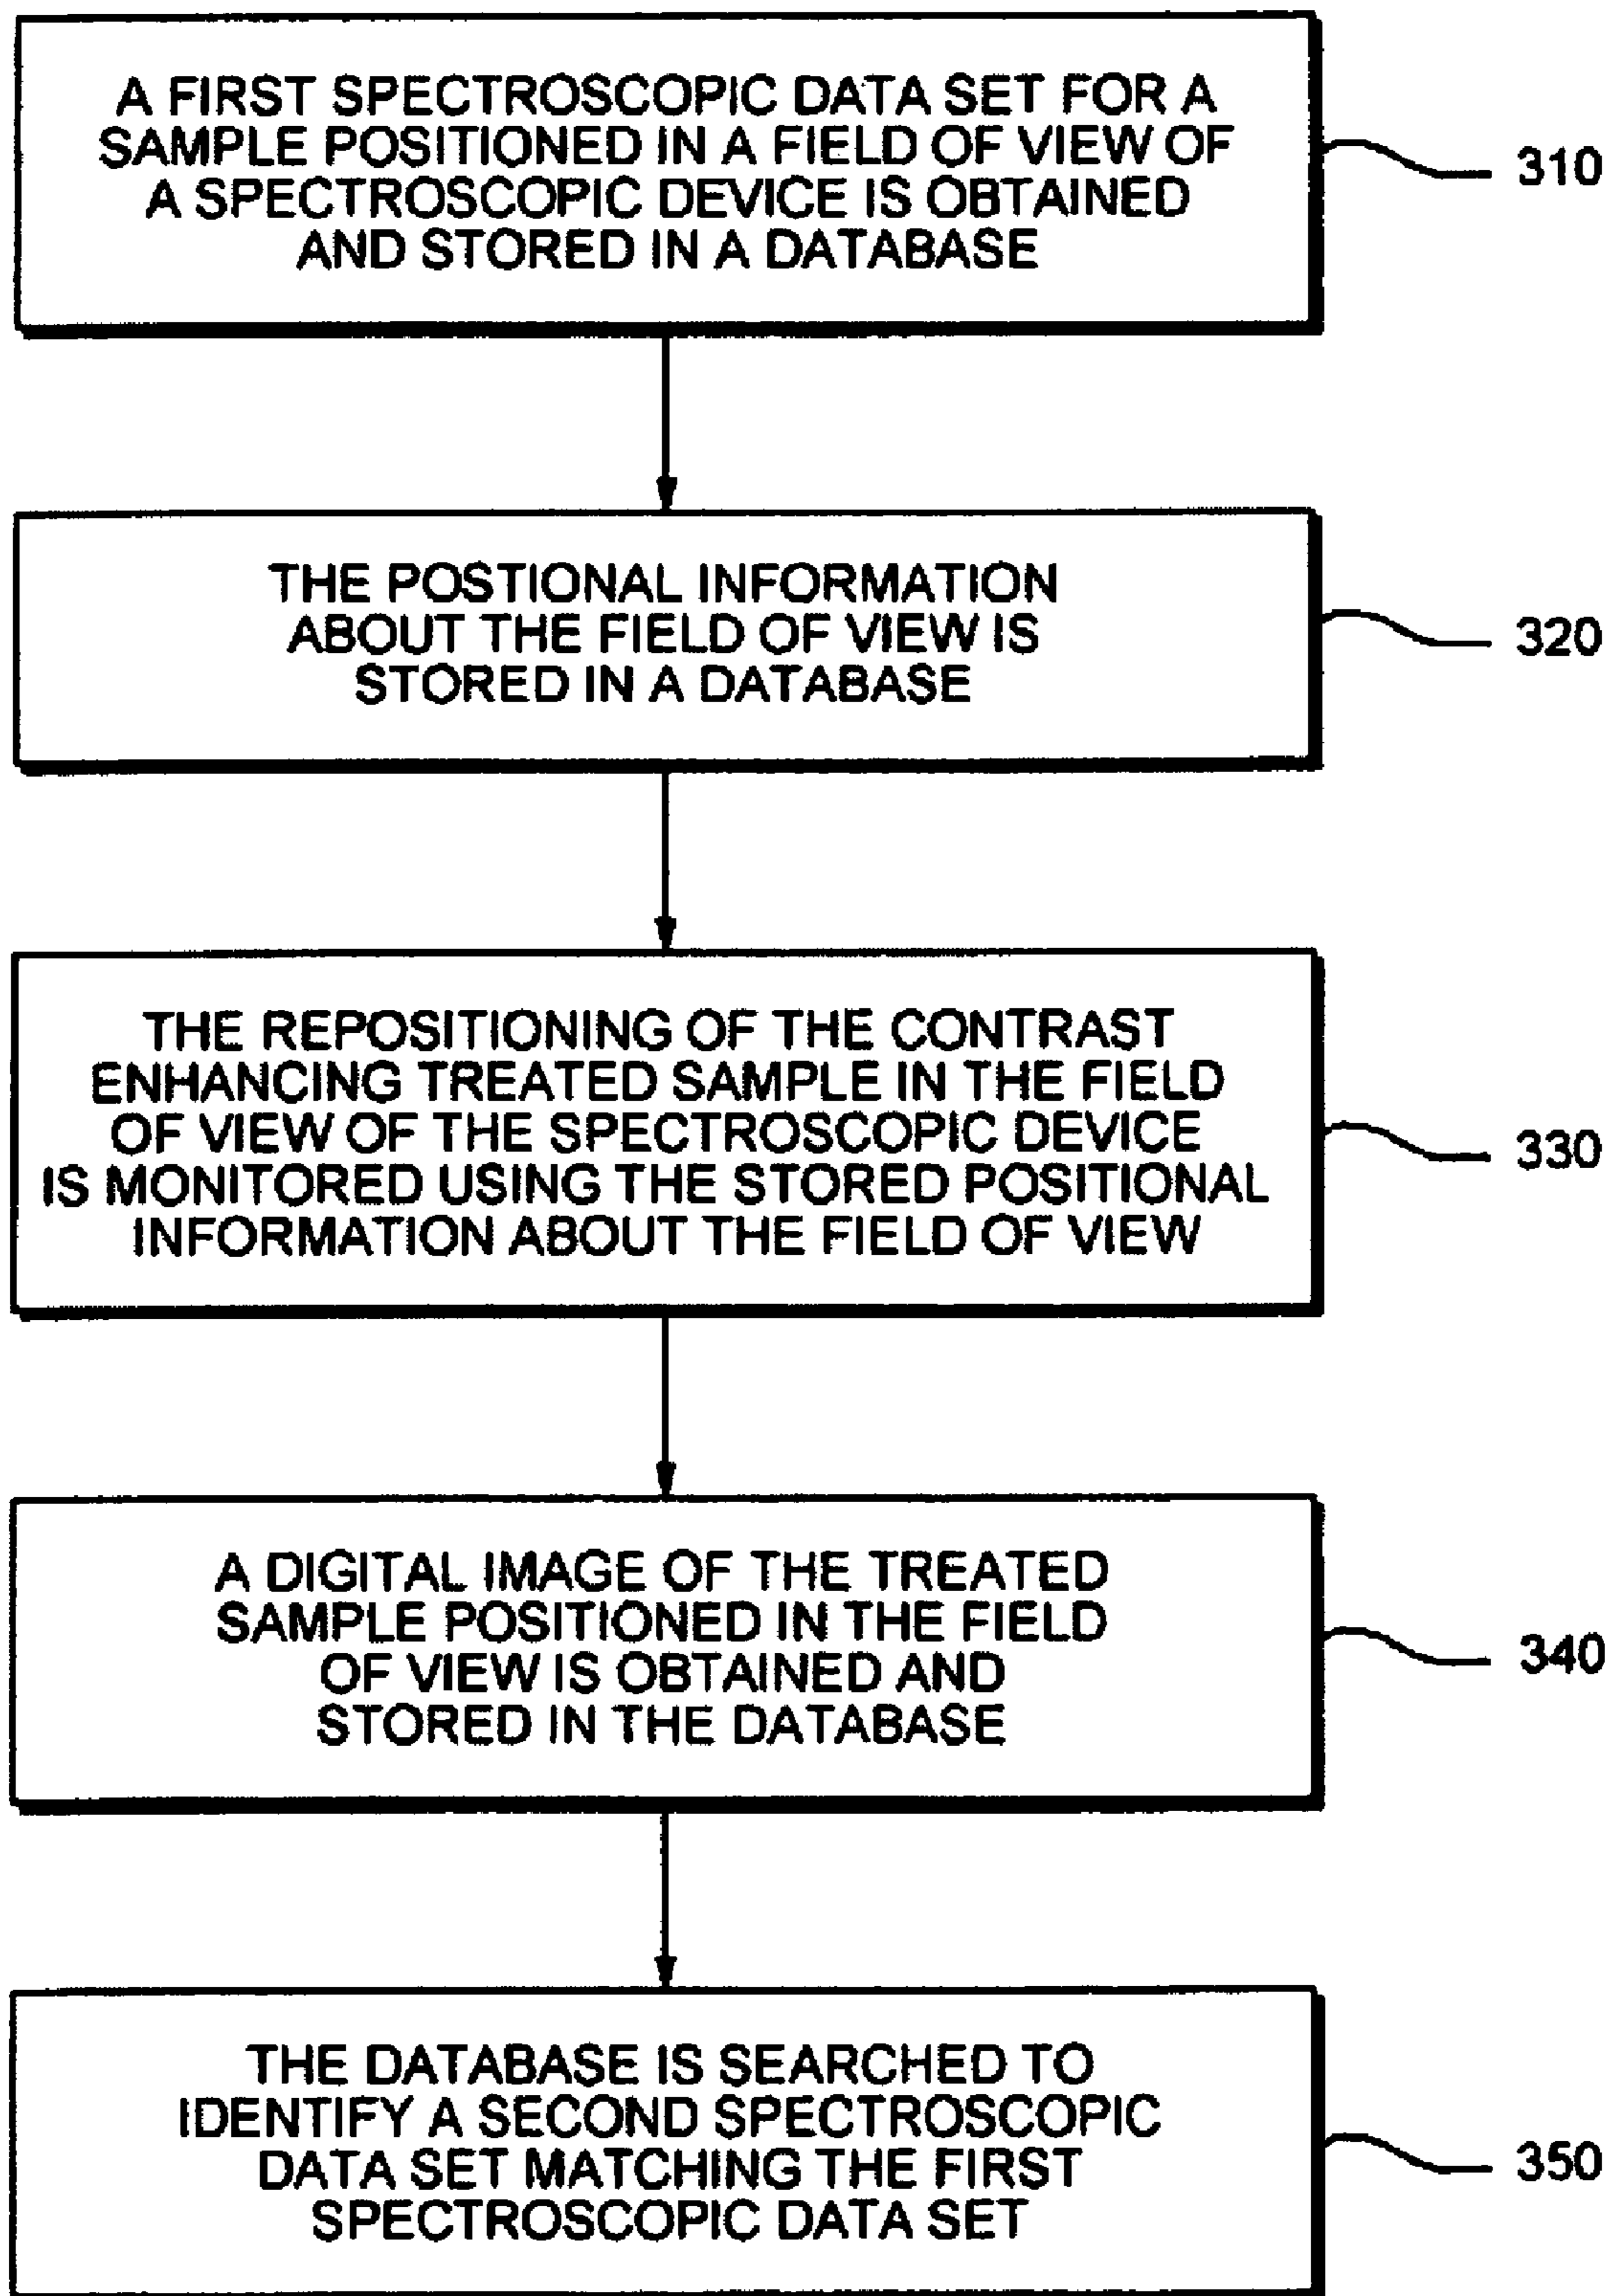 A FIRST SPECTROSCOPIC DATA SET FOR A
SAMPLE POSITIONED IN A FIELD OF VIEW OF
A SPECTROSCOPIC DEVICE IS OBTAINED
AND STORED IN A DATABASE
310
THE POSTIONAL INFORMATION
ABOUT THE FIELD OF VIEW IS
STORED IN A DATABASE
320
THE REPOSITIONING OF THE CONTRAST
ENHANCING TREATED SAMPLE IN THE FIELD
OF VIEW OF THE SPECTROSCOPIC DEVICE
IS MONITORED USING THE STORED POSITIONAL
INFORMATION ABOUT THE FIELD OF VIEW
330
A DIGITAL IMAGE OF THE TREATED
SAMPLE POSITIONED IN THE FIELD
OF VIEW IS OBTAINED AND
STORED IN THE DATABASE
340
THE DATABASE IS SEARCHED TO
IDENTIFY A SECOND SPECTROSCOPIC
DATA SET MATCHING THE FIRST
SPECTROSCOPIC DATA SET
350